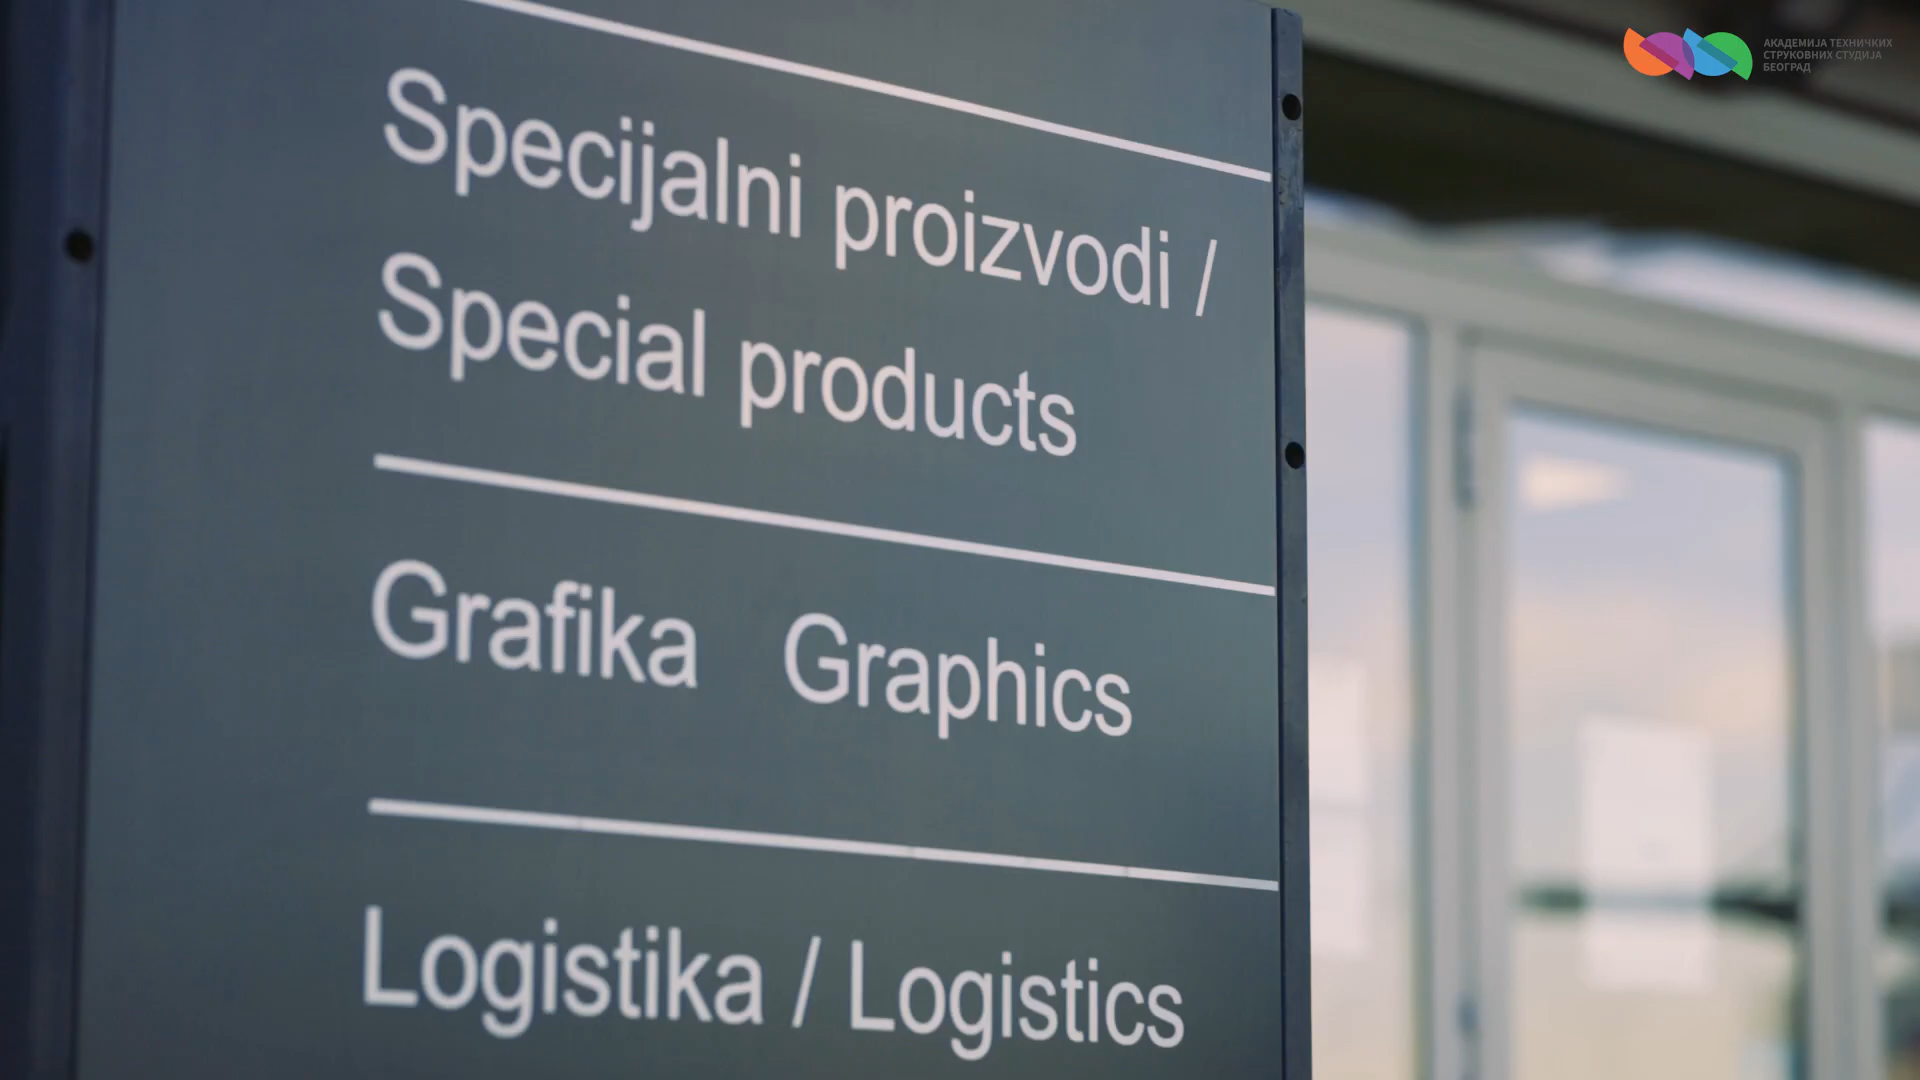 Specijalni proizvodi /
Special products
Grafika Graphics
Logistika / Logistics
АКАДЕМИЈА ТЕХНИЧКИХ
СТРУКОВНИХ СТУДИЈА
БЕОГРАД